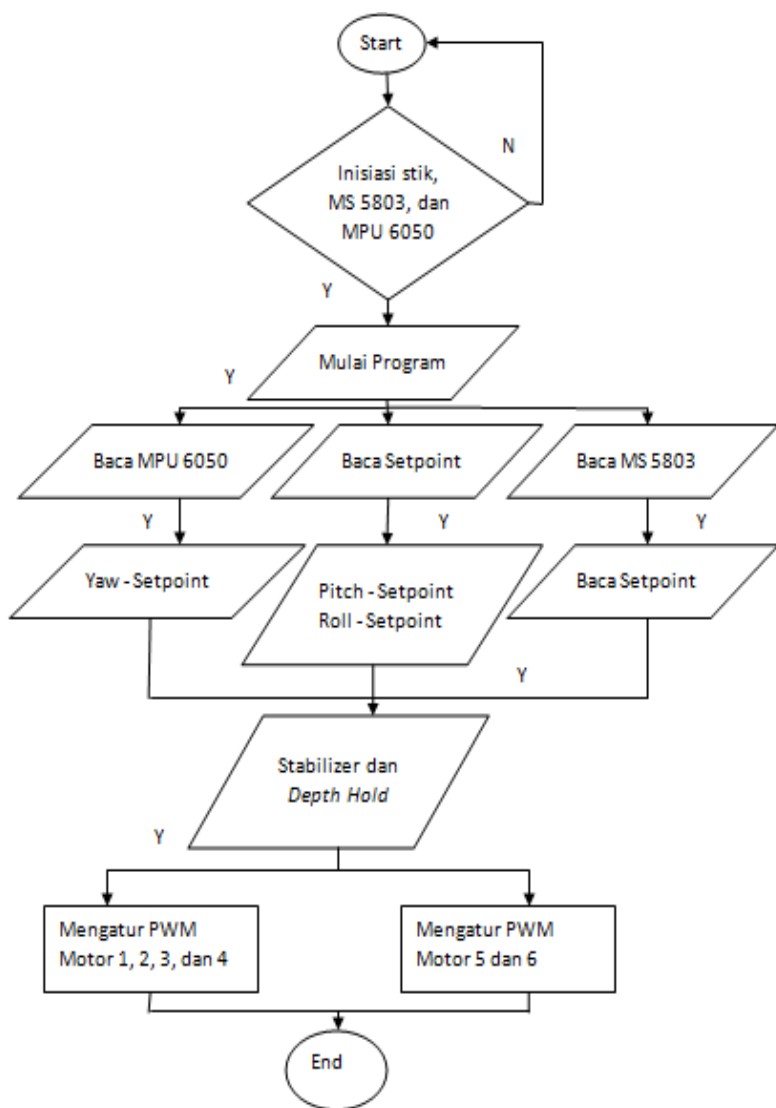 Start
N
Inisiasi stik,
MS 5803, dan
MPU 6050
Y
Mulai Program
Y
Baca MPU 6050
Baca Setpoint
Baca MS 5803
Y
Y
Y
Yaw - Setpoint
Pitch - Setpoint
Roll - Setpoint
Baca Setpoint
Y
Stabilizer dan
Depth Hold
Y
Mengatur PWM
Motor 1, 2, 3, dan 4
Mengatur PWM
Motor 5 dan 6
End